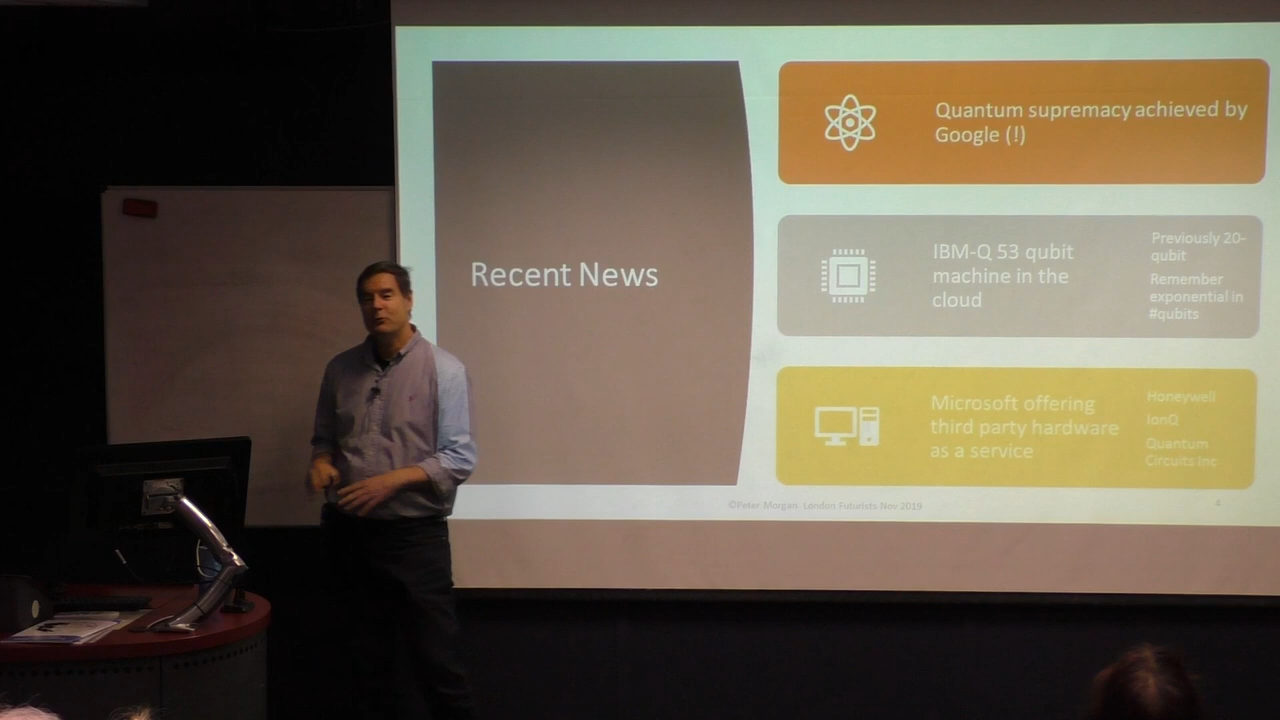 Recent News
Quantum supremacy achieved by
Google (!)
IBM-Q 53 qubit
machine in the
cloud
Previously 20-
qubit
Remember
exponential in
#qubits
Microsoft offering
third party hardware
as a service
Honeywell
IonQ
Quantum
Circuits Inc
©Peter Morgan London Futurists Nov 2019
4